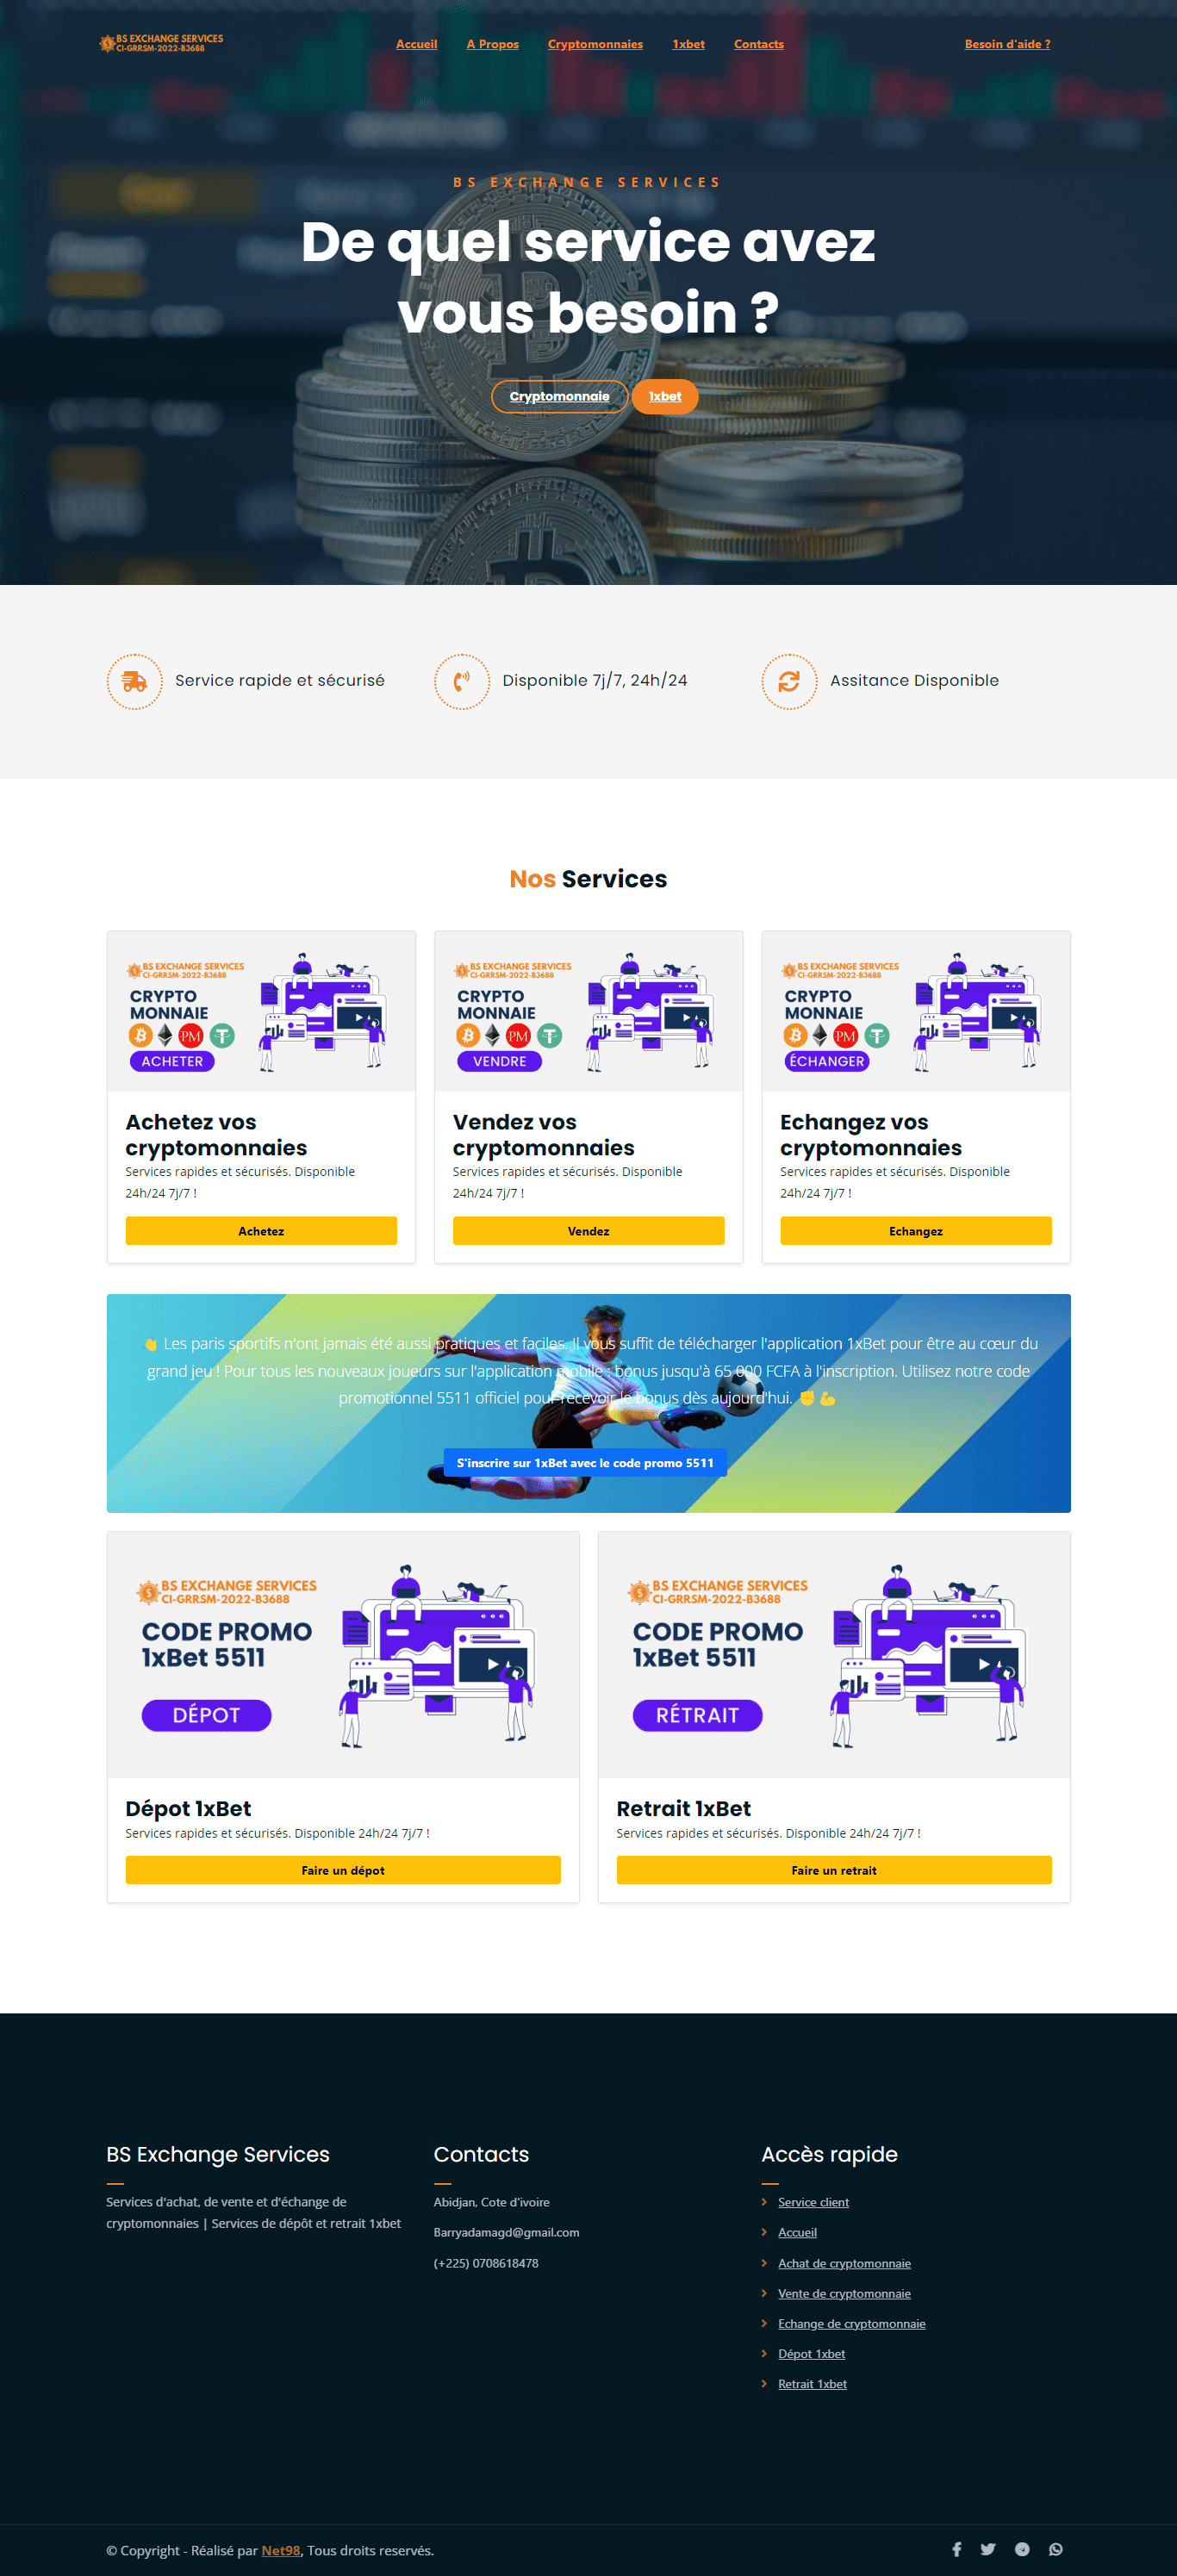 BS EXCHANGE SERVICES
CI-GRRSM-2022-B3688
Accueil
A Propos
Cryptomonnaies
1xbet
Contacts
Besoin d'aide ?
BS EXCHANGE SERVICES
De quel service avez
vous besoin ?
Cryptomonnaie
1xbet
Service rapide et sécurisé
Disponible 7j/7, 24h/24
Assitance Disponible
Nos Services
BS EXCHANGE SERVICES
CI-GRRSM-2022-B3688
CRYPTO
MONNAIE
PM
ACHETER
Achetez vos
cryptomonnaies
Services rapides et sécurisés. Disponible
24h/24 7j/7 !
Achetez
BS EXCHANGE SERVICES
CI-GRRSM-2022-B3688
CRYPTO
MONNAIE
PM
VENDRE
Vendez vos
cryptomonnaies
Services rapides et sécurisés. Disponible
24h/24 7j/7 !
Vendez
BS EXCHANGE SERVICES
CI-GRRSM-2022-B3688
CRYPTO
MONNAIE
PM
ÉCHANGER
Echangez vos
cryptomonnaies
Services rapides et sécurisés. Disponible
24h/24 7j/7 !
Echangez
👋 Les paris sportifs n'ont jamais été aussi pratiques et faciles. Il vous suffit de télécharger l'application 1xBet pour être au cœur du
grand jeu ! Pour tous les nouveaux joueurs sur l'application mobile : bonus jusqu'à 65 000 FCFA à l'inscription. Utilisez notre code
promotionnel 5511 officiel pour recevoir le bonus dès aujourd'hui. ✊ 💪
S'inscrire sur 1xBet avec le code promo 5511
BS EXCHANGE SERVICES
CI-GRRSM-2022-B3688
CODE PROMO
1xBet 5511
DÉPOT
Dépot 1xBet
Services rapides et sécurisés. Disponible 24h/24 7j/7 !
Faire un dépot
BS EXCHANGE SERVICES
CI-GRRSM-2022-B3688
CODE PROMO
1xBet 5511
RÉTRAIT
Retrait 1xBet
Services rapides et sécurisés. Disponible 24h/24 7j/7 !
Faire un retrait
BS Exchange Services
Services d'achat, de vente et d'échange de
cryptomonnaies | Services de dépôt et retrait 1xbet
Contacts
Abidjan, Cote d'ivoire
Barryadamagd@gmail.com
(+225) 0708618478
Accès rapide
Service client
Accueil
Achat de cryptomonnaie
Vente de cryptomonnaie
Echange de cryptomonnaie
Dépot 1xbet
Retrait 1xbet
© Copyright - Réalisé par Net98, Tous droits reservés.